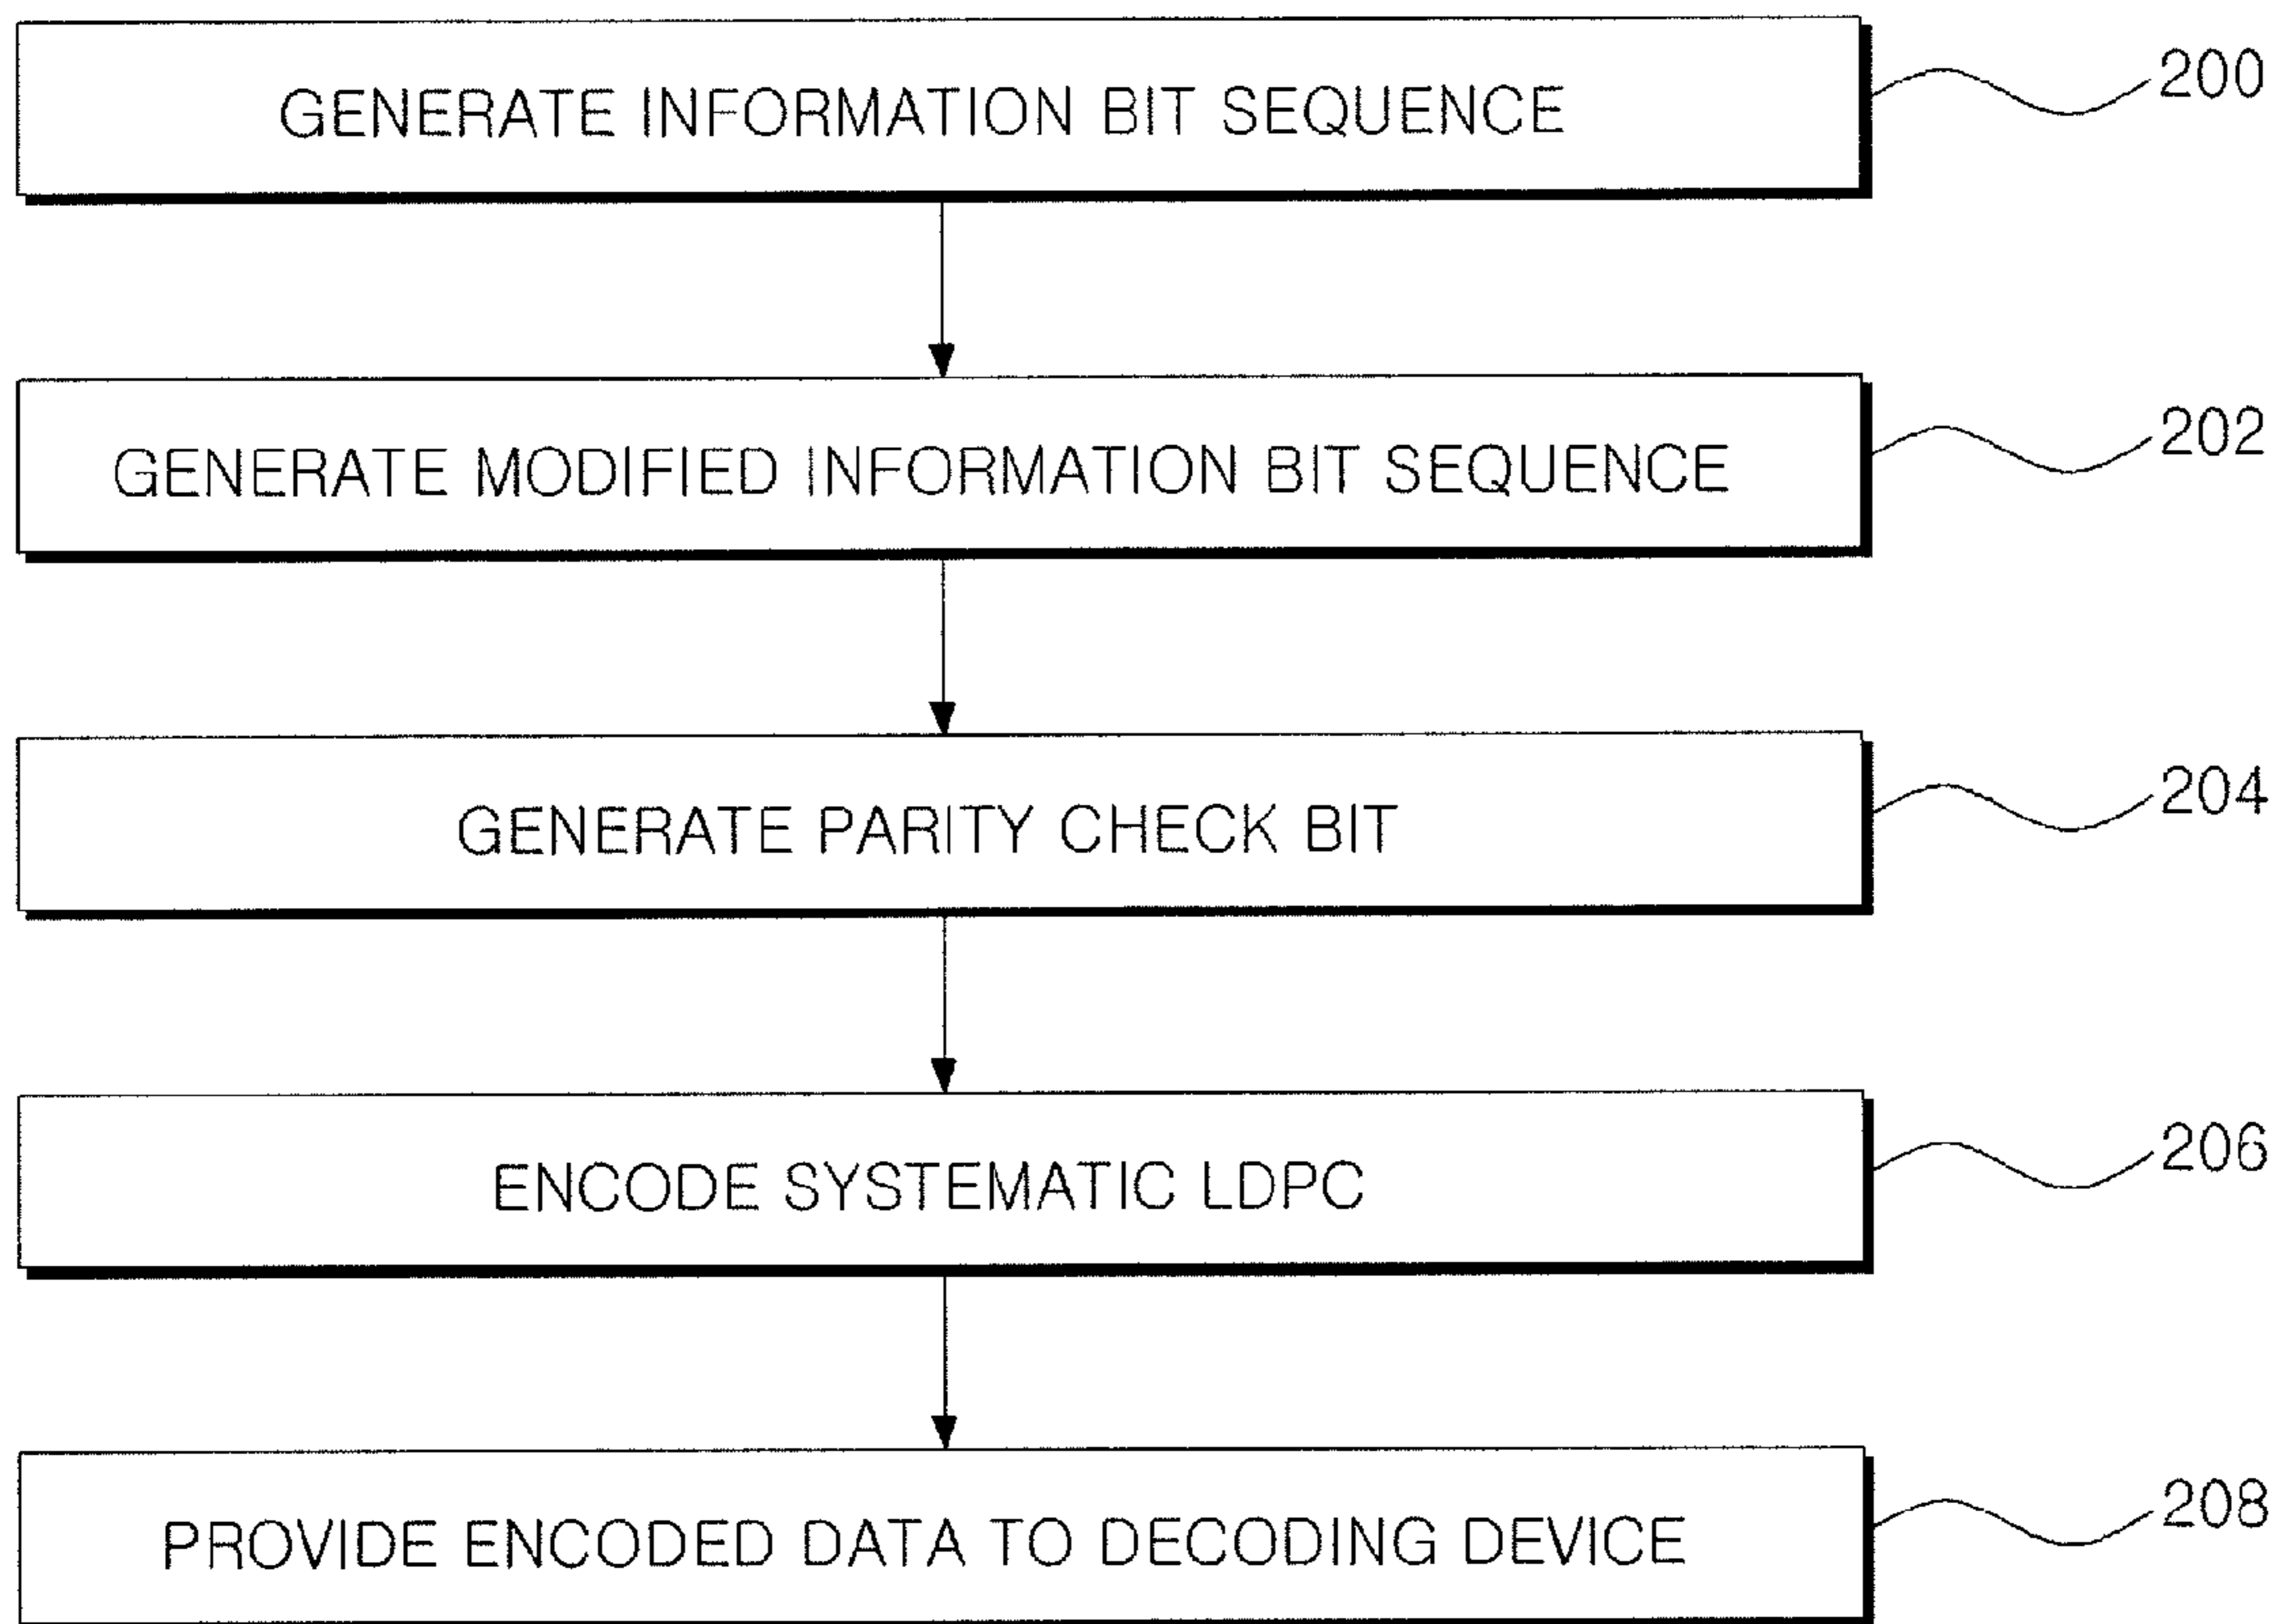 GENERATE INFORMATION BIT SEQUENCE
200
GENERATE MODIFIED INFORMATION BIT SEQUENCE
202
GENERATE PARITY CHECK BIT
204
ENCODE SYSTEMATIC LDPC
206
PROVIDE ENCODED DATA TO DECODING DEVICE
208